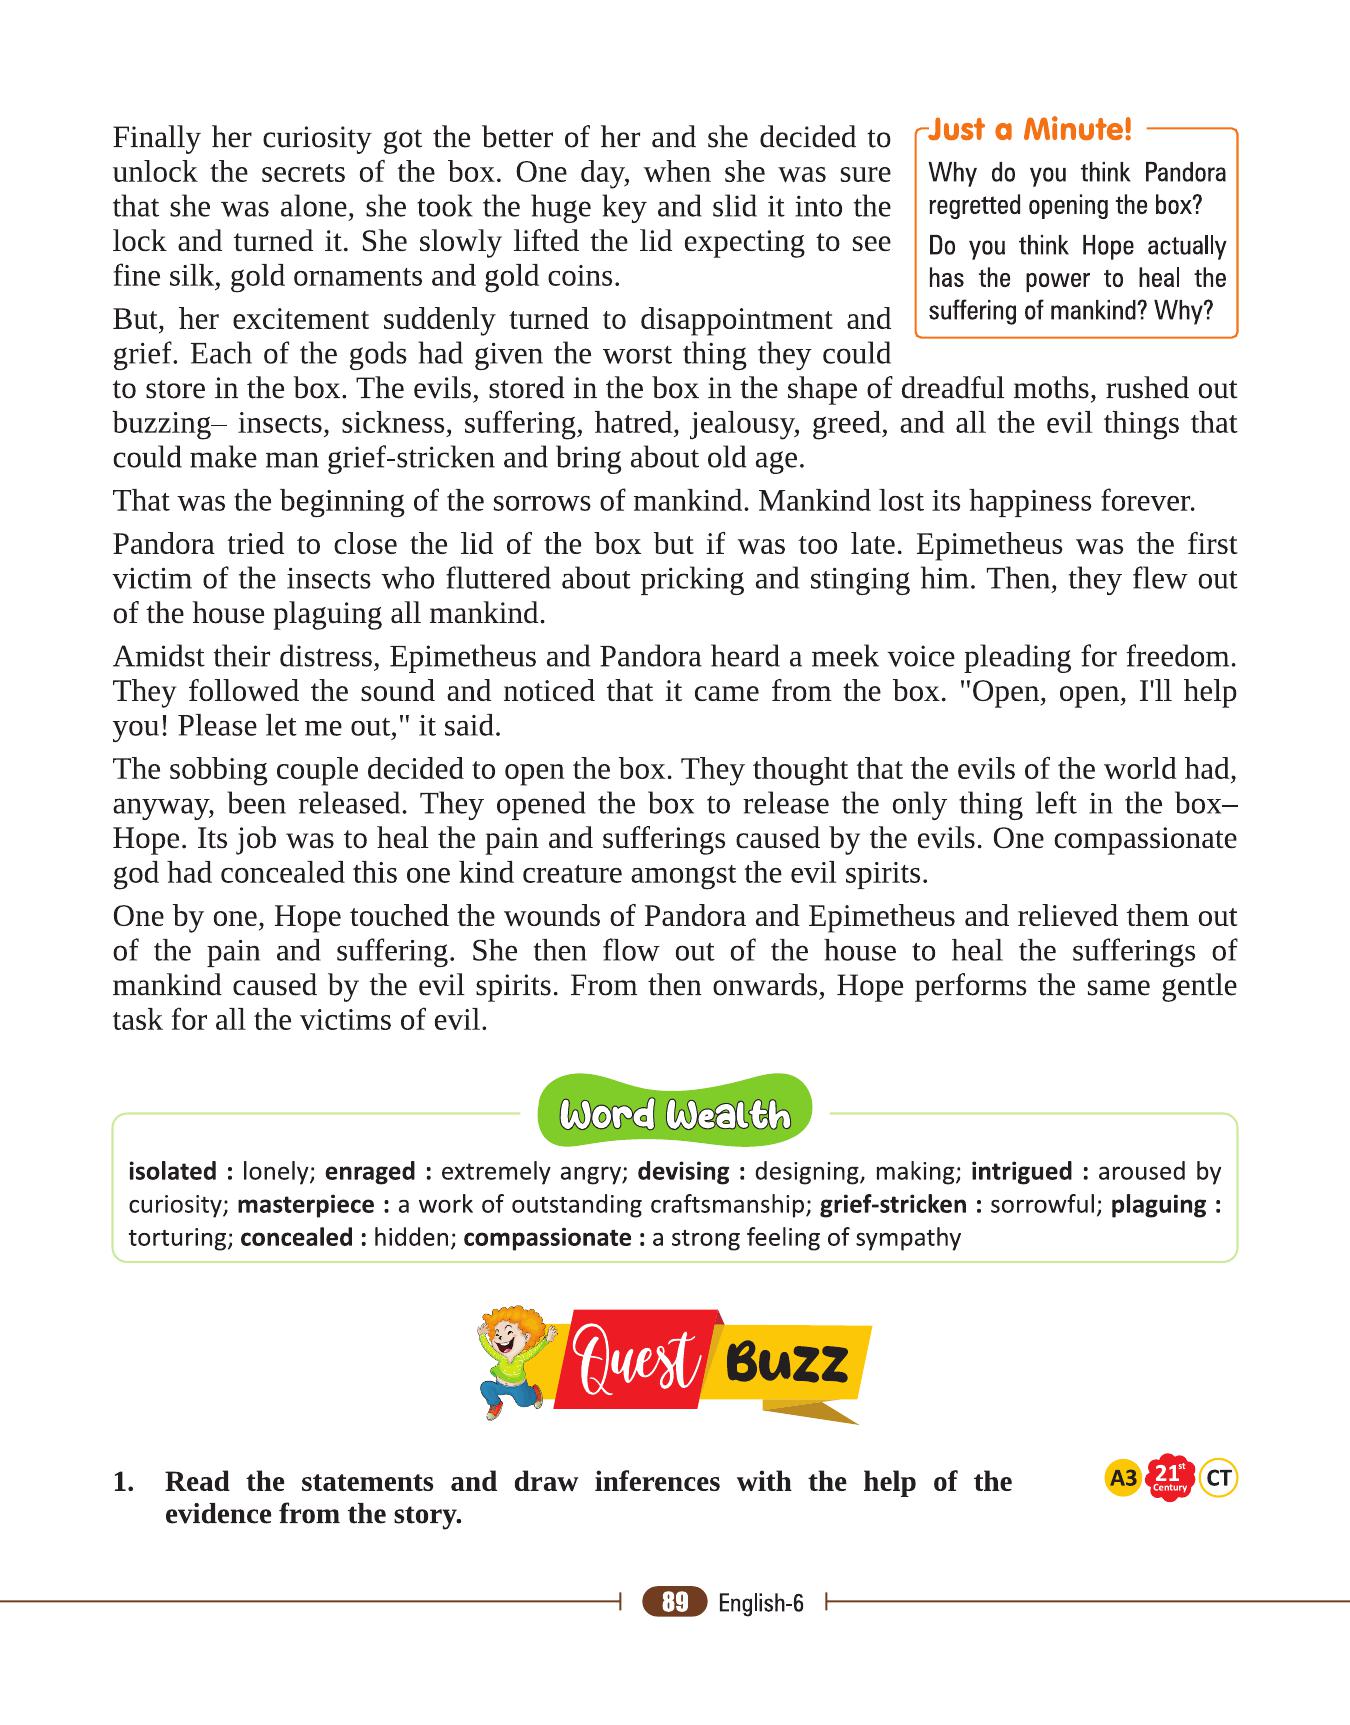 Finally her curiosity got the better of her and she decided to
unlock the secrets of the box. One day, when she was sure
that she was alone, she took the huge key and slid it into the
lock and turned it. She slowly lifted the lid expecting to see
fine silk, gold ornaments and gold coins.
Just a Minute!
Why do you think Pandora
regretted opening the box?
Do you think Hope actually
has the power to heal the
suffering of mankind? Why?
But, her excitement suddenly turned to disappointment and
grief. Each of the gods had given the worst thing they could
to store in the box. The evils, stored in the box in the shape of dreadful moths, rushed out
buzzing– insects, sickness, suffering, hatred, jealousy, greed, and all the evil things that
could make man grief-stricken and bring about old age.
That was the beginning of the sorrows of mankind. Mankind lost its happiness forever.
Pandora tried to close the lid of the box but if was too late. Epimetheus was the first
victim of the insects who fluttered about pricking and stinging him. Then, they flew out
of the house plaguing all mankind.
Amidst their distress, Epimetheus and Pandora heard a meek voice pleading for freedom.
They followed the sound and noticed that it came from the box. "Open, open, I'll help
you! Please let me out," it said.
The sobbing couple decided to open the box. They thought that the evils of the world had,
anyway, been released. They opened the box to release the only thing left in the box–
Hope. Its job was to heal the pain and sufferings caused by the evils. One compassionate
god had concealed this one kind creature amongst the evil spirits.
One by one, Hope touched the wounds of Pandora and Epimetheus and relieved them out
of the pain and suffering. She then flow out of the house to heal the sufferings of
mankind caused by the evil spirits. From then onwards, Hope performs the same gentle
task for all the victims of evil.
Word Wealth
isolated : lonely; enraged : extremely angry; devising : designing, making; intrigued : aroused by
curiosity; masterpiece : a work of outstanding craftsmanship; grief-stricken : sorrowful; plaguing :
torturing; concealed : hidden; compassionate : a strong feeling of sympathy
Quest Buzz
1. Read the statements and draw inferences with the help of the
evidence from the story.
A3 21st Century CT
89 English-6